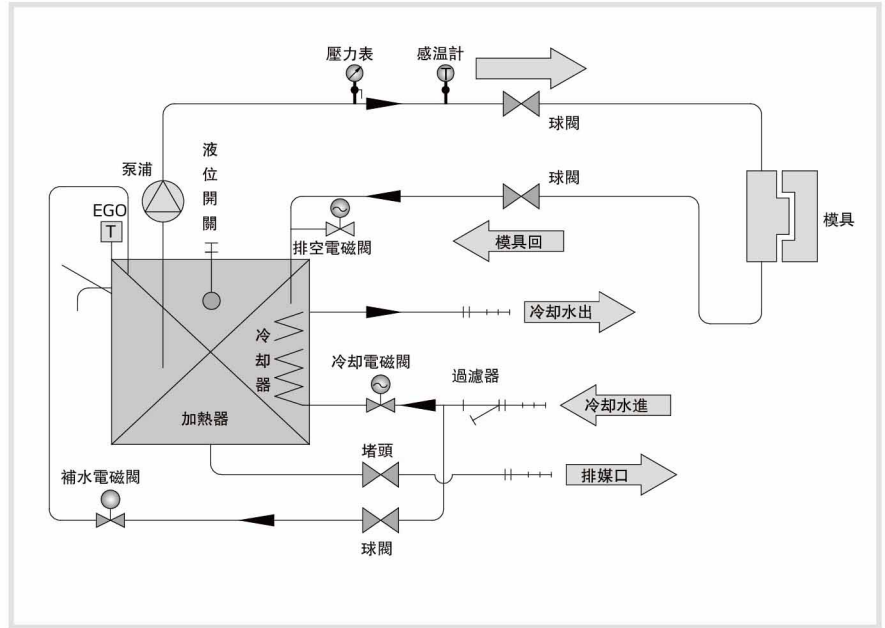 壓力表
感温計
球閥
泵浦
液位開關
球閥
EGO
T
T
排空電磁閥
模具回
模具
冷却器
冷却水出
冷却電磁閥
過濾器
冷却水進
加熱器
堵頭
排媒口
補水電磁閥
球閥